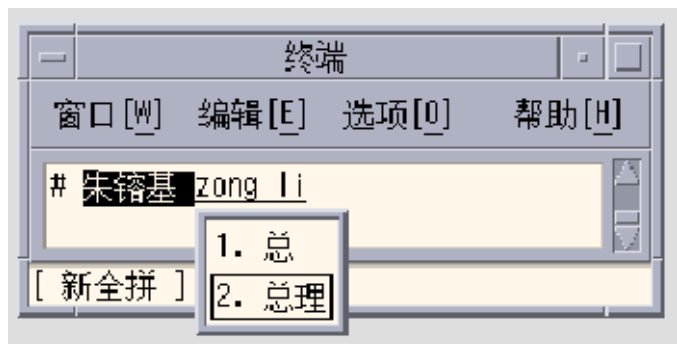 终端
窗口[W] 编辑[E] 选项[O] 帮助[H]
# 朱镕基 zong li
1. 总
2. 总理
[ 新全拼 ]